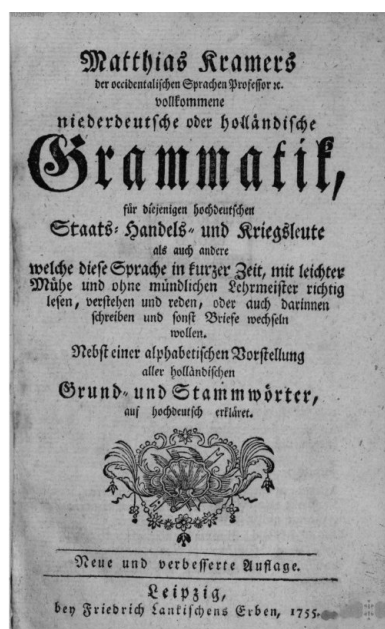 Matthias Kramers
der occidentalischen Sprachen Professor ꝛc.
vollkommene
niederdeutsche oder holländische
Grammatik,
für diejenigen hochdeutschen
Staats- Handels- und Kriegsleute
als auch andere
welche diese Sprache in kurzer Zeit, mit leichter
Mühe und ohne mündlichen Lehrmeister richtig
lesen, verstehen und reden, oder auch darinnen
schreiben und sonst Briefe wechseln
wollen.
Nebst einer alphabetischen Vorstellung
aller holländischen
Grund- und Stammwörter,
auf hochdeutsch erkläret.
Neue und verbesserte Auflage.
Leipzig,
bey Friedrich Lankischens Erben, 1755.